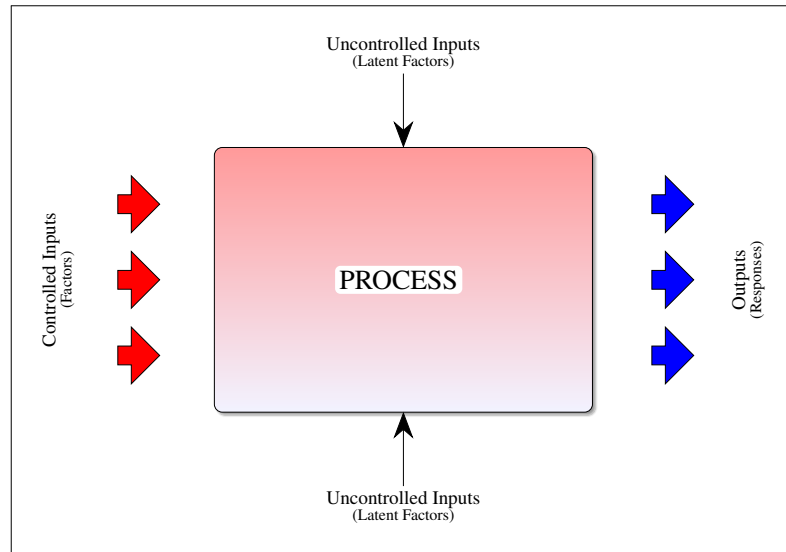 Uncontrolled Inputs
(Latent Factors)
Controlled Inputs
(Factors)
PROCESS
Outputs
(Responses)
Uncontrolled Inputs
(Latent Factors)